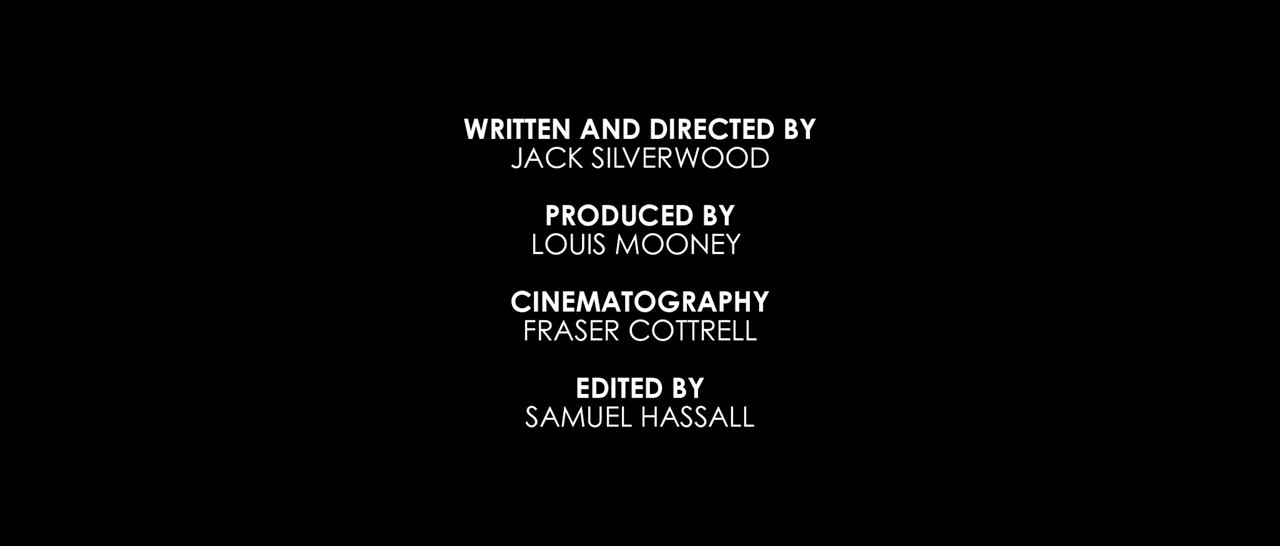 WRITTEN AND DIRECTED BY
JACK SILVERWOOD
PRODUCED BY
LOUIS MOONEY
CINEMATOGRAPHY
FRASER COTTRELL
EDITED BY
SAMUEL HASSALL